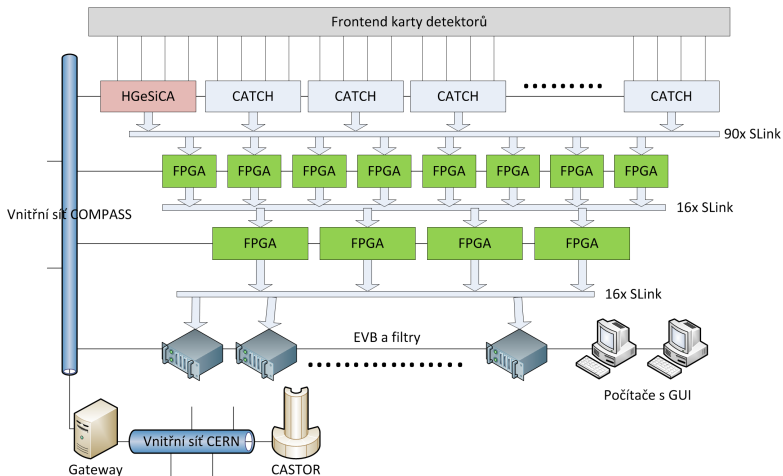 Frontend karty detektorů
HGeSiCA CATCH CATCH CATCH CATCH
90x SLink
FPGA FPGA FPGA FPGA FPGA FPGA FPGA FPGA
16x SLink
Vnitřní síť COMPASS
FPGA FPGA FPGA FPGA
16x SLink
EVB a filtry
Počítače s GUI
Vnitřní síť CERN
Gateway
CASTOR